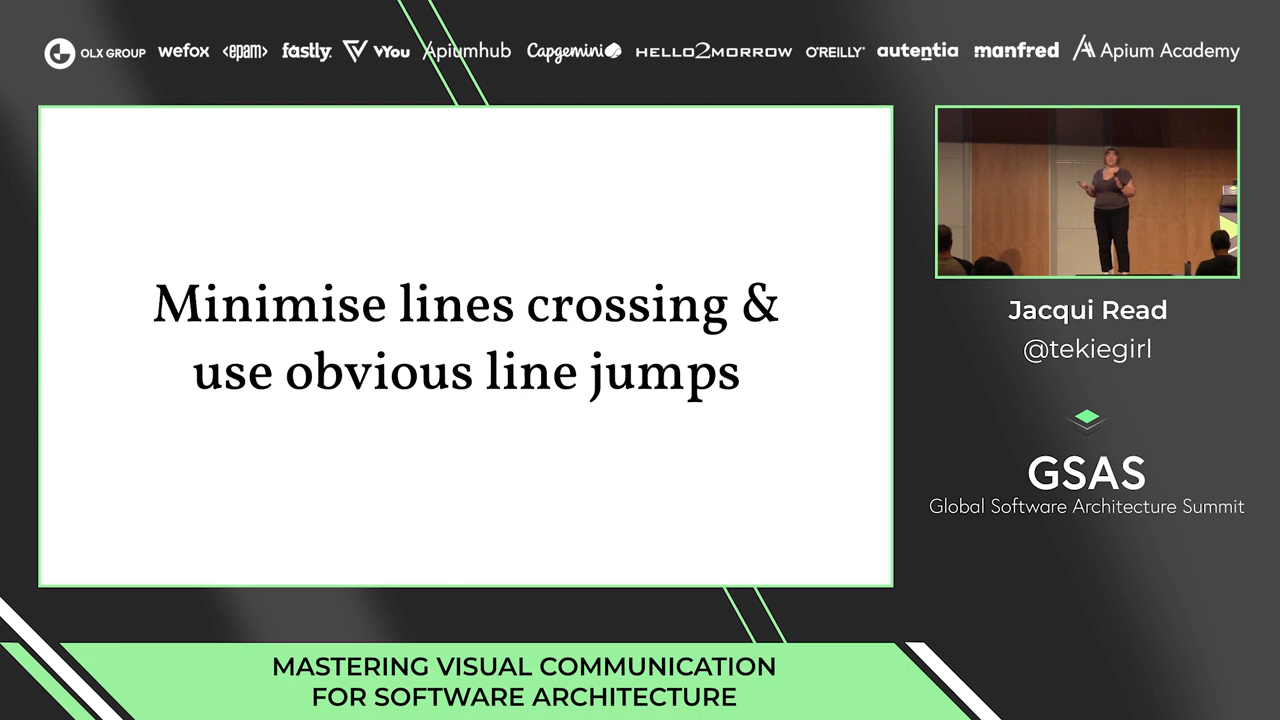 OLX GROUP wefox <epam> fastly. VYou Apiumhub Capgemini HELLO2MORROW O'REILLY® autentia manfred Apium Academy
Minimise lines crossing &
use obvious line jumps
Jacqui Read
@tekiegirl
GSAS
Global Software Architecture Summit
MASTERING VISUAL COMMUNICATION
FOR SOFTWARE ARCHITECTURE